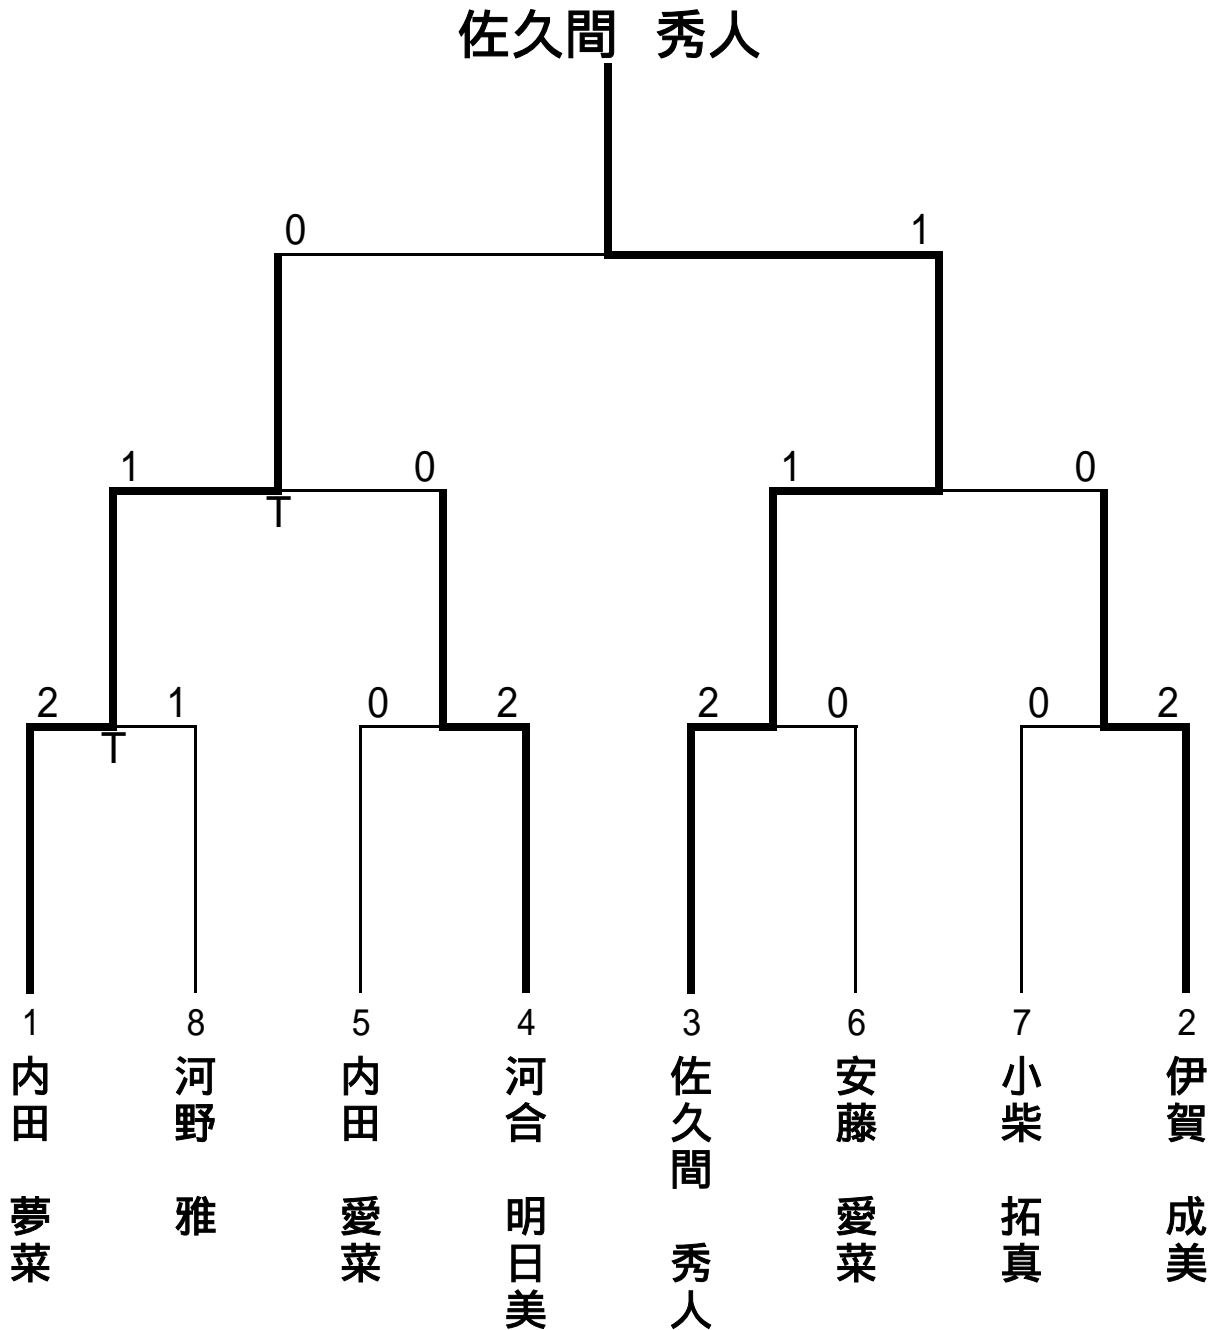 佐久間 秀人
0 1
1 0 1 0
T
2 1 0 2 2 0 0 2
T
1 8 5 4 3 6 7 2
内田 夢菜
河野 雅
内田 愛菜
河合 明日美
佐久間 秀人
安藤 愛菜
小柴 拓真
伊賀 成美